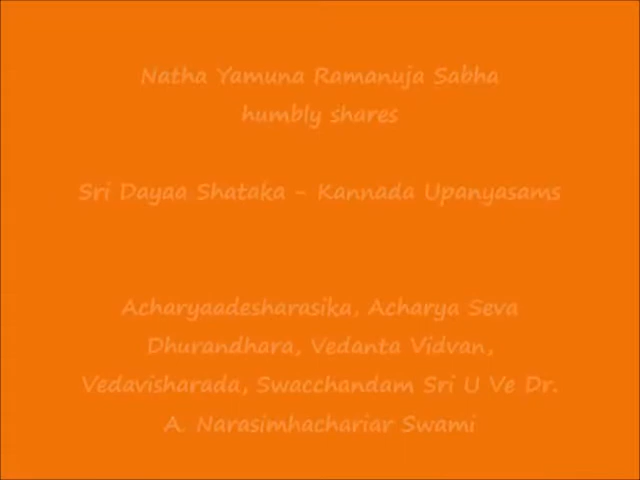 Natha Yamuna Ramanuja Sabha
humbly shares
Sri Dayaa Shataka - Kannada Upanyasams
Acharyaadesharasika, Acharya Seva
Dhurandhara, Vedanta Vidvan,
Vedavisharada, Swacchandam Sri U Ve Dr.
A. Narasimhachariar Swami